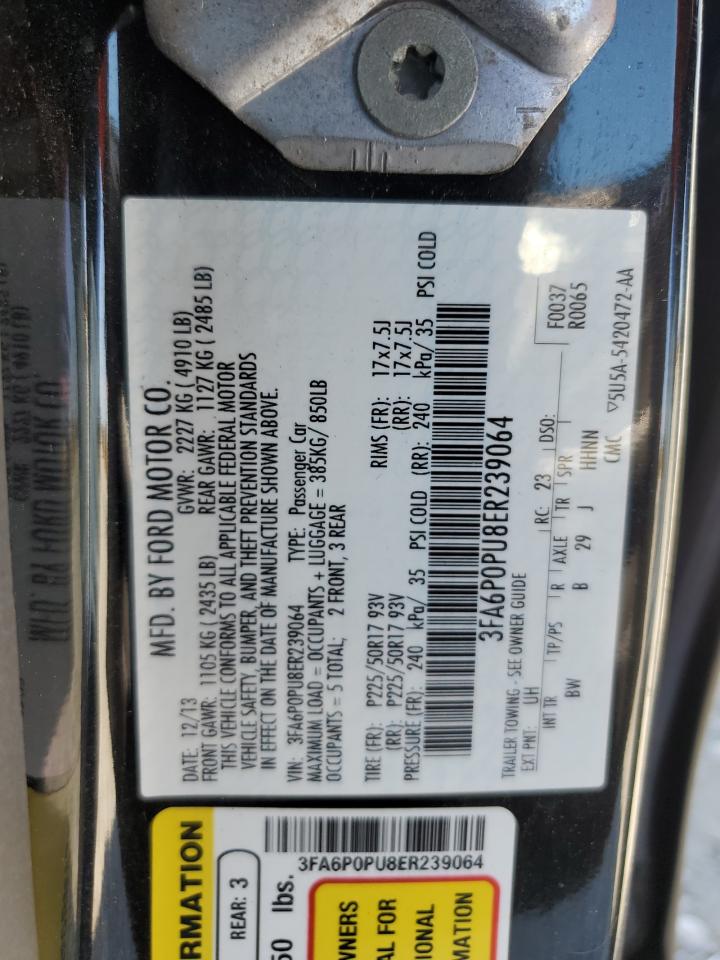 MFD. BY FORD MOTOR CO.
DATE: 12/13 GVWR: 2227 KG ( 4910 LB)
FRONT GAWR: 1105 KG ( 2435 LB) REAR GAWR: 1127 KG ( 2485 LB)
THIS VEHICLE CONFORMS TO ALL APPLICABLE FEDERAL MOTOR
VEHICLE SAFETY, BUMPER, AND THEFT PREVENTION STANDARDS
IN EFFECT ON THE DATE OF MANUFACTURE SHOWN ABOVE.
VIN: 3FA6P0PU8ER239064 TYPE: Passenger Car
MAXIMUM LOAD = OCCUPANTS + LUGGAGE = 385KG/ 850LB
OCCUPANTS = 5 TOTAL; 2 FRONT, 3 REAR
TIRE (FR): P225/50R17 93V RIMS (FR): 17x7.5J
(RR): P225/50R17 93V (RR): 17x7.5J
PRESSURE (FR): 240 kPa/ 35 PSI COLD (RR): 240 kPa/ 35 PSI COLD
3FA6P0PU8ER239064
TRAILER TOWING - SEE OWNER GUIDE
EXT PNT: UH RC: 23 DSO: F0037
R0065
INT TR TP/PS R AXLE TR SPR
BW B 29 J HHNN
CMC
▽5U5A-5420472-AA
RMATION
REAR: 3
50 lbs.
3FA6P0PU8ER239064
WNERS
AL FOR
IONAL
MATION